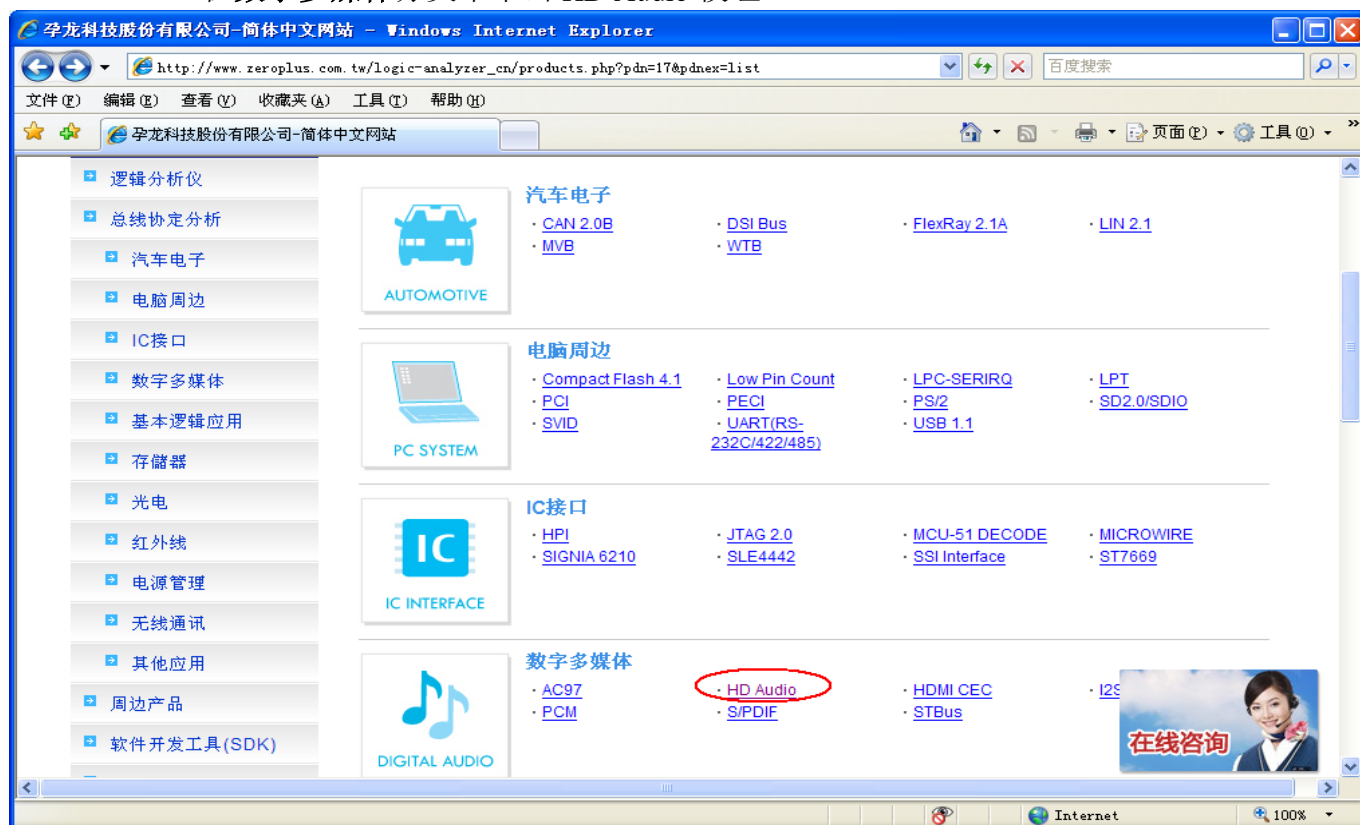 孕龙科技股份有限公司-简体中文网站 - Windows Internet Explorer
http://www.zeroplus.com.tw/logic-analyzer_cn/products.php?pdn=17&pdnex=list
百度搜索
文件(F) 编辑(E) 查看(V) 收藏夹(A) 工具(T) 帮助(H)
孕龙科技股份有限公司-简体中文网站
页面(P) 工具(O) »
逻辑分析仪
总线协定分析
汽车电子
电脑周边
IC接口
数字多媒体
基本逻辑应用
存儲器
光电
红外线
电源管理
无线通讯
其他应用
周边产品
软件开发工具(SDK)
AUTOMOTIVE
汽车电子
· CAN 2.0B · DSI Bus · FlexRay 2.1A · LIN 2.1
· MVB · WTB
PC SYSTEM
电脑周边
· Compact Flash 4.1 · Low Pin Count · LPC-SERIRQ · LPT
· PCI · PECI · PS/2 · SD2.0/SDIO
· SVID · UART(RS-232C/422/485) · USB 1.1
IC INTERFACE
IC
IC接口
· HPI · JTAG 2.0 · MCU-51 DECODE · MICROWIRE
· SIGNIA 6210 · SLE4442 · SSI Interface · ST7669
DIGITAL AUDIO
数字多媒体
· AC97 · HD Audio · HDMI CEC · I2S
· PCM · S/PDIF · STBus
在线咨询
Internet 100%